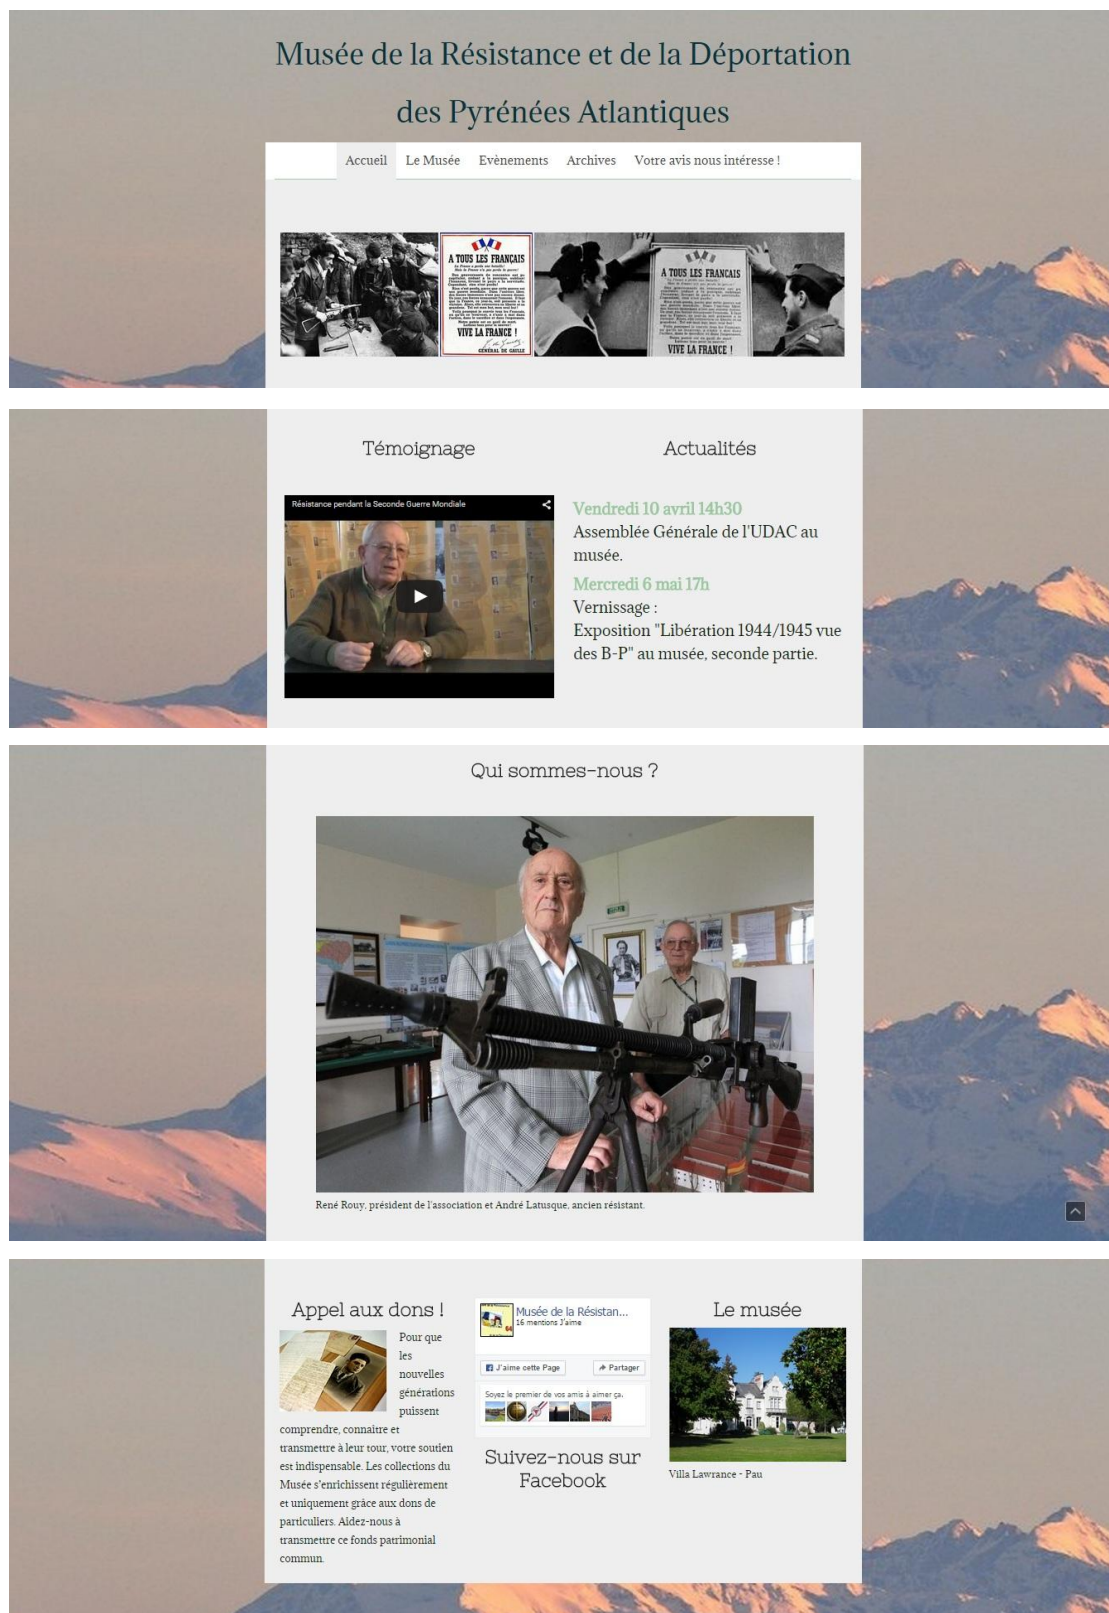 Musée de la Résistance et de la Déportation
des Pyrénées Atlantiques
Accueil Le Musée Evènements Archives Votre avis nous intéresse !
A TOUS LES FRANÇAIS
VIVE LA FRANCE !
GÉNÉRAL DE GAULLE
A TOUS LES FRANÇAIS
VIVE LA FRANCE !
Témoignage
Résistance pendant la Seconde Guerre Mondiale
Actualités
Vendredi 10 avril 14h30
Assemblée Générale de l'UDAC au
musée.
Mercredi 6 mai 17h
Vernissage :
Exposition "Libération 1944/1945 vue
des B-P" au musée, seconde partie.
Qui sommes-nous ?
René Rouy, président de l'association et André Latusque, ancien résistant.
Appel aux dons !
Pour que
les
nouvelles
générations
puissent
comprendre, connaitre et
transmettre à leur tour, votre soutien
est indispensable. Les collections du
Musée s'enrichissent régulièrement
et uniquement grâce aux dons de
particuliers. Aidez-nous à
transmettre ce fonds patrimonial
commun.
Musée de la Résistan...
16 mentions J'aime
J'aime cette Page Partager
Soyez le premier de vos amis à aimer ça.
Suivez-nous sur
Facebook
Le musée
Villa Lawrance - Pau